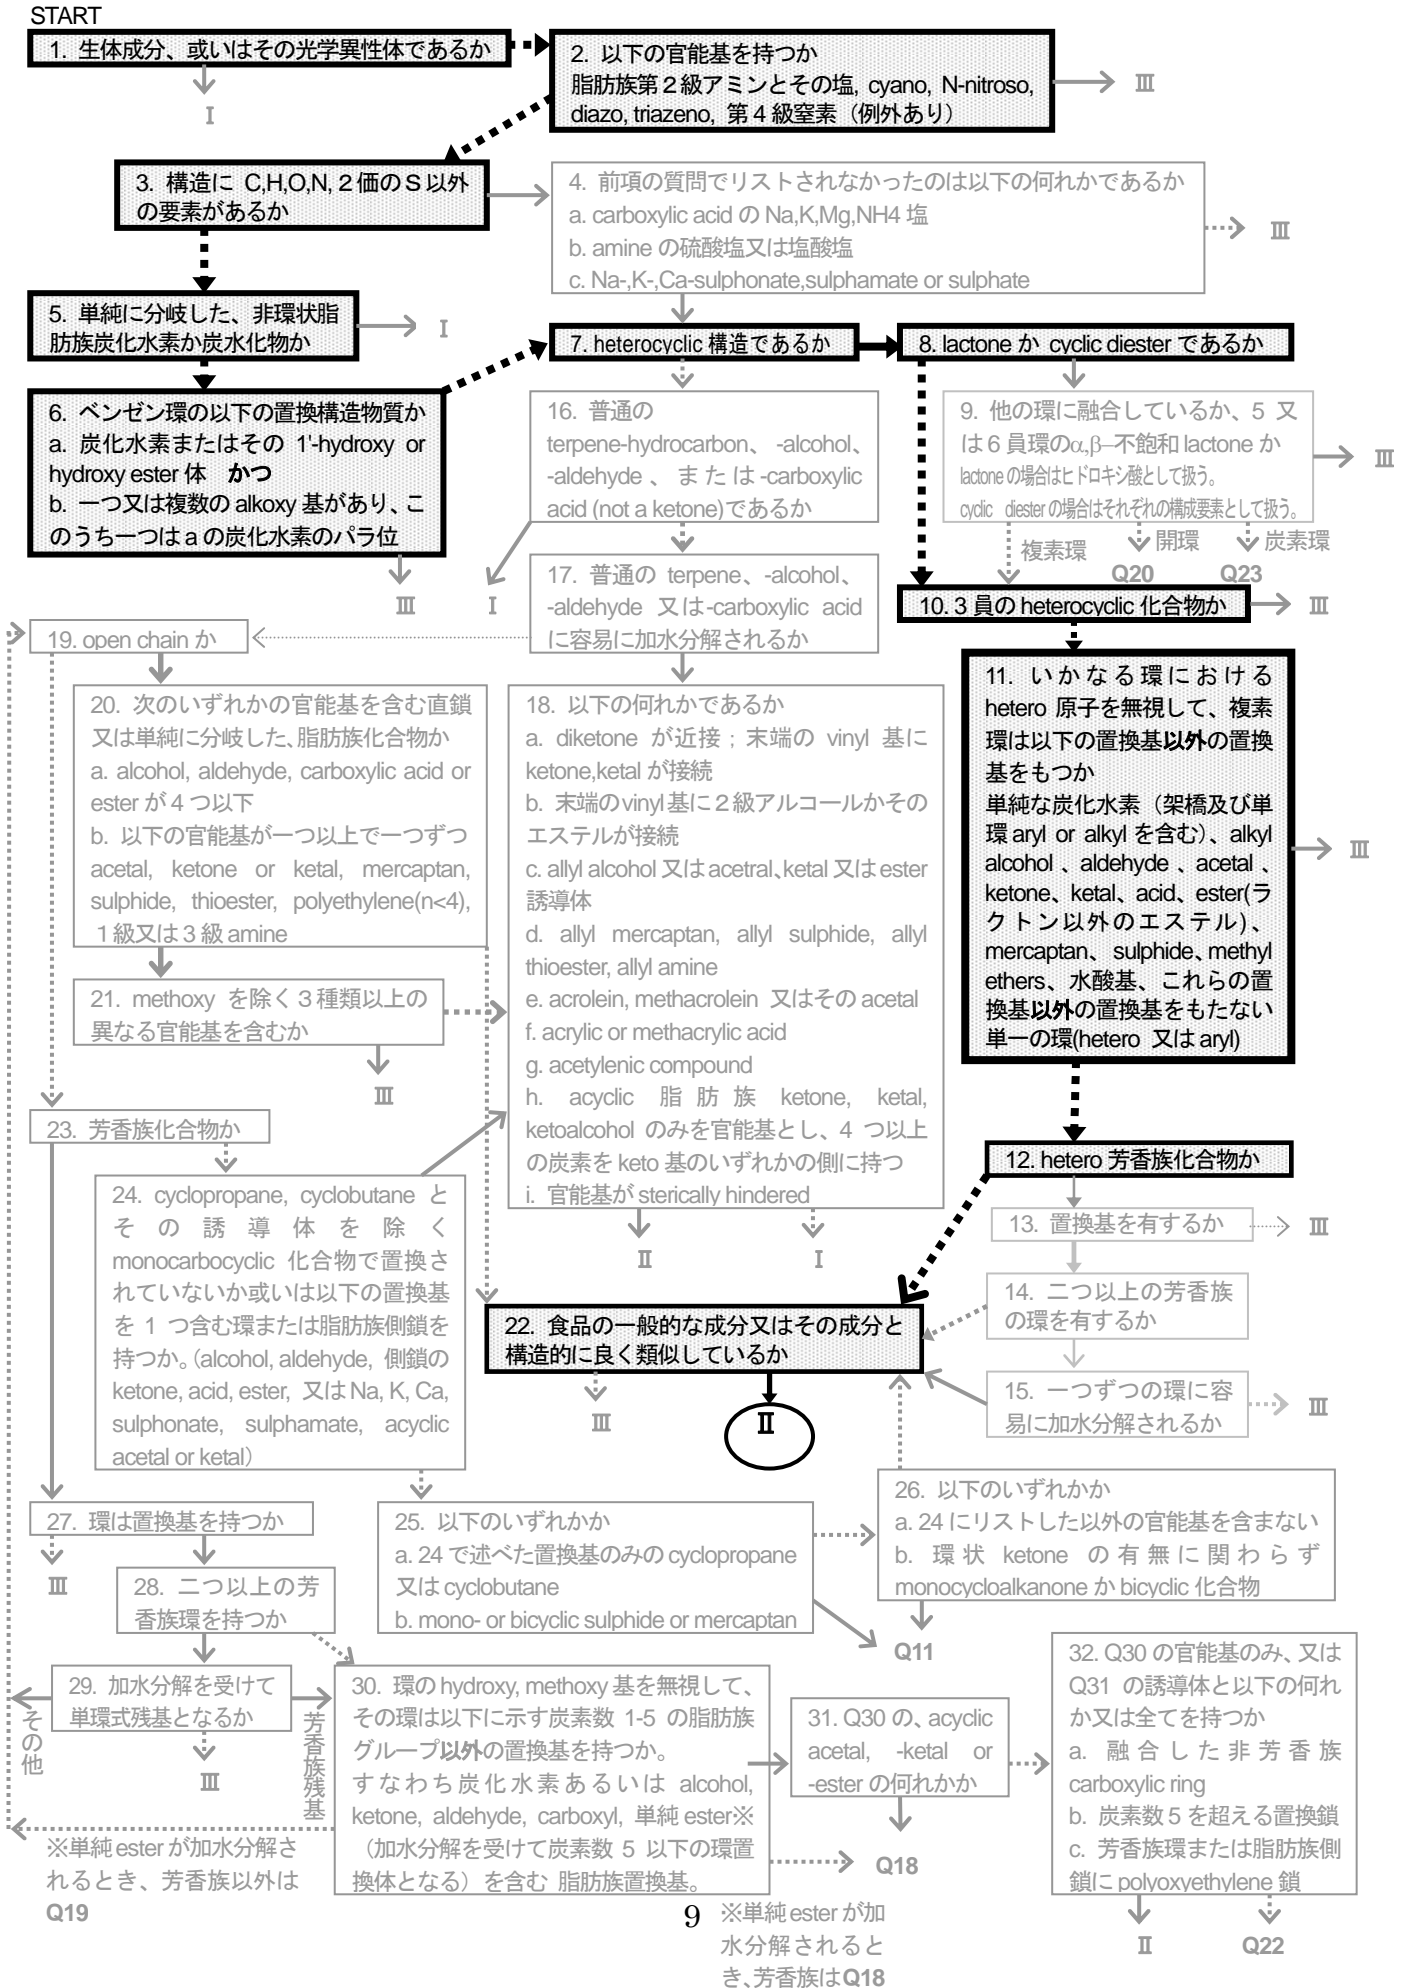 START
1. 生体成分、或いはその光学異性体であるか
I
2. 以下の官能基を持つか
脂肪族第２級アミンとその塩, cyano, N-nitroso,
diazo, triazeno, 第４級窒素（例外あり）
Ⅲ
3. 構造に C,H,O,N,２価のＳ以外
の要素があるか
4. 前項の質問でリストされなかったのは以下の何れかであるか
a. carboxylic acid の Na,K,Mg,NH4 塩
b. amine の硫酸塩又は塩酸塩
c. Na-,K-,Ca-sulphonate,sulphamate or sulphate
Ⅲ
5. 単純に分岐した、非環状脂
肪族炭化水素か炭水化物か
I
6. ベンゼン環の以下の置換構造物質か
a. 炭化水素またはその 1'-hydroxy or
hydroxy ester 体　かつ
b. 一つ又は複数の alkoxy 基があり、こ
のうち一つは a の炭化水素のパラ位
Ⅲ
7. heterocyclic 構造であるか
8. lactone か cyclic diester であるか
9. 他の環に融合しているか、5 又
は 6 員環のα,β–不飽和 lactone か
lactone の場合はヒドロキシ酸として扱う。
cyclic diester の場合はそれぞれの構成要素として扱う。
Ⅲ
複素環
開環
炭素環
Q20
Q23
10. 3 員の heterocyclic 化合物か
Ⅲ
16. 普通の
terpene-hydrocarbon、-alcohol、
-aldehyde 、または -carboxylic
acid (not a ketone)であるか
I
17. 普通の terpene、-alcohol、
-aldehyde 又は-carboxylic acid
に容易に加水分解されるか
19. open chain か
20. 次のいずれかの官能基を含む直鎖
又は単純に分岐した、脂肪族化合物か
a. alcohol, aldehyde, carboxylic acid or
ester が 4 つ以下
b. 以下の官能基が一つ以上で一つずつ
acetal, ketone or ketal, mercaptan,
sulphide, thioester, polyethylene(n<4),
１級又は３級 amine
21. methoxy を除く３種類以上の
異なる官能基を含むか
Ⅲ
18. 以下の何れかであるか
a. diketone が近接；末端の vinyl 基に
ketone,ketal が接続
b. 末端の vinyl 基に２級アルコールかその
エステルが接続
c. allyl alcohol 又は acetral、ketal 又は ester
誘導体
d. allyl mercaptan, allyl sulphide, allyl
thioester, allyl amine
e. acrolein, methacrolein 又はその acetal
f. acrylic or methacrylic acid
g. acetylenic compound
h. acyclic 脂肪族 ketone, ketal,
ketoalcohol のみを官能基とし、4 つ以上
の炭素を keto 基のいずれかの側に持つ
i. 官能基が sterically hindered
Ⅱ
I
11. いかなる環における
hetero 原子を無視して、複素
環は以下の置換基以外の置換
基をもつか
単純な炭化水素（架橋及び単
環 aryl or alkyl を含む）、alkyl
alcohol 、aldehyde 、acetal 、
ketone、ketal、acid、ester(ラ
クトン以外のエステル)、
mercaptan、sulphide、methyl
ethers、水酸基、これらの置
換基以外の置換基をもたない
単一の環(hetero 又は aryl)
Ⅲ
12. hetero 芳香族化合物か
13. 置換基を有するか
Ⅲ
14. 二つ以上の芳香族
の環を有するか
15. 一つずつの環に容
易に加水分解されるか
Ⅲ
22. 食品の一般的な成分又はその成分と
構造的に良く類似しているか
Ⅲ
Ⅱ
23. 芳香族化合物か
24. cyclopropane, cyclobutane と
その誘導体を除く
monocarbocyclic 化合物で置換さ
れていないか或いは以下の置換基
を 1 つ含む環または脂肪族側鎖を
持つか。(alcohol, aldehyde, 側鎖の
ketone, acid, ester, 又は Na, K, Ca,
sulphonate, sulphamate, acyclic
acetal or ketal）
25. 以下のいずれかか
a. 24 で述べた置換基のみの cyclopropane
又は cyclobutane
b. mono- or bicyclic sulphide or mercaptan
26. 以下のいずれかか
a. 24 にリストした以外の官能基を含まない
b. 環状 ketone の有無に関わらず
monocycloalkanone か bicyclic 化合物
Q11
27. 環は置換基を持つか
Ⅲ
28. 二つ以上の芳
香族環を持つか
29. 加水分解を受けて
単環式残基となるか
その他
芳香族残基
Ⅲ
30. 環の hydroxy, methoxy 基を無視して、
その環は以下に示す炭素数 1-5 の脂肪族
グループ以外の置換基を持つか。
すなわち炭化水素あるいは alcohol,
ketone, aldehyde, carboxyl, 単純 ester※
（加水分解を受けて炭素数 5 以下の環置
換体となる）を含む 脂肪族置換基。
31. Q30 の、acyclic
acetal, -ketal or
-ester の何れかか
Q18
32. Q30 の官能基のみ、又は
Q31 の誘導体と以下の何れ
か又は全てを持つか
a. 融合した非芳香族
carboxylic ring
b. 炭素数 5 を超える置換鎖
c. 芳香族環または脂肪族側
鎖に polyoxyethylene 鎖
Ⅱ
Q22
※単純 ester が加水分解さ
れるとき、芳香族以外は
Q19
9
※単純 ester が加
水分解されると
き、芳香族は Q18